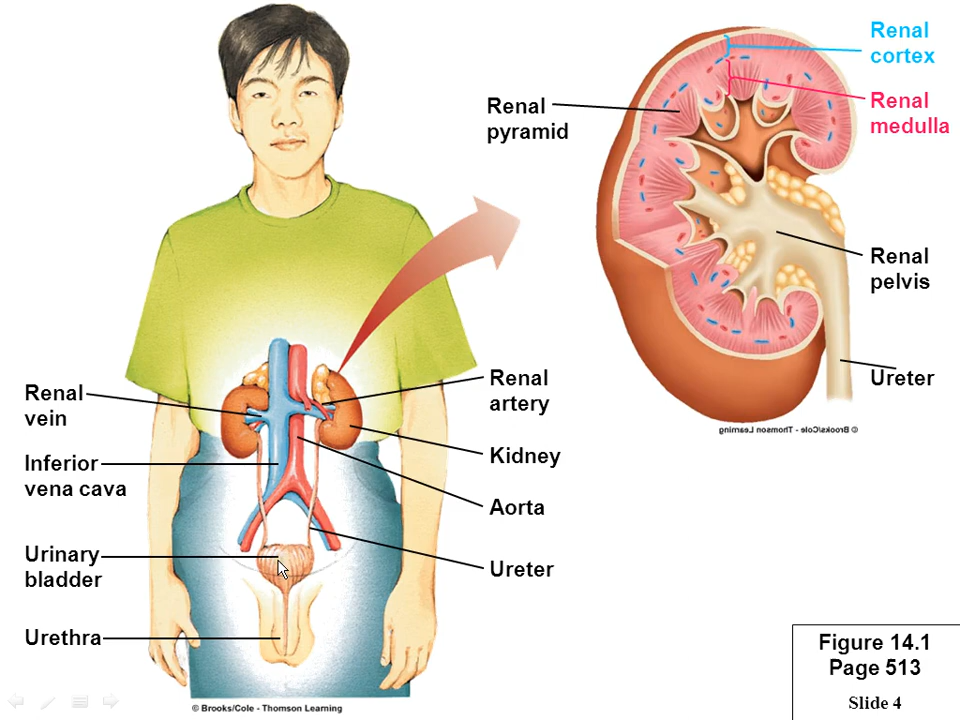 Renal
cortex
Renal
medulla
Renal
pyramid
Renal
pelvis
Ureter
© Brooks/Cole - Thomson Learning
Renal
vein
Renal
artery
Inferior
vena cava
Kidney
Aorta
Urinary
bladder
Ureter
Urethra
© Brooks/Cole - Thomson Learning
Figure 14.1
Page 513
Slide 4